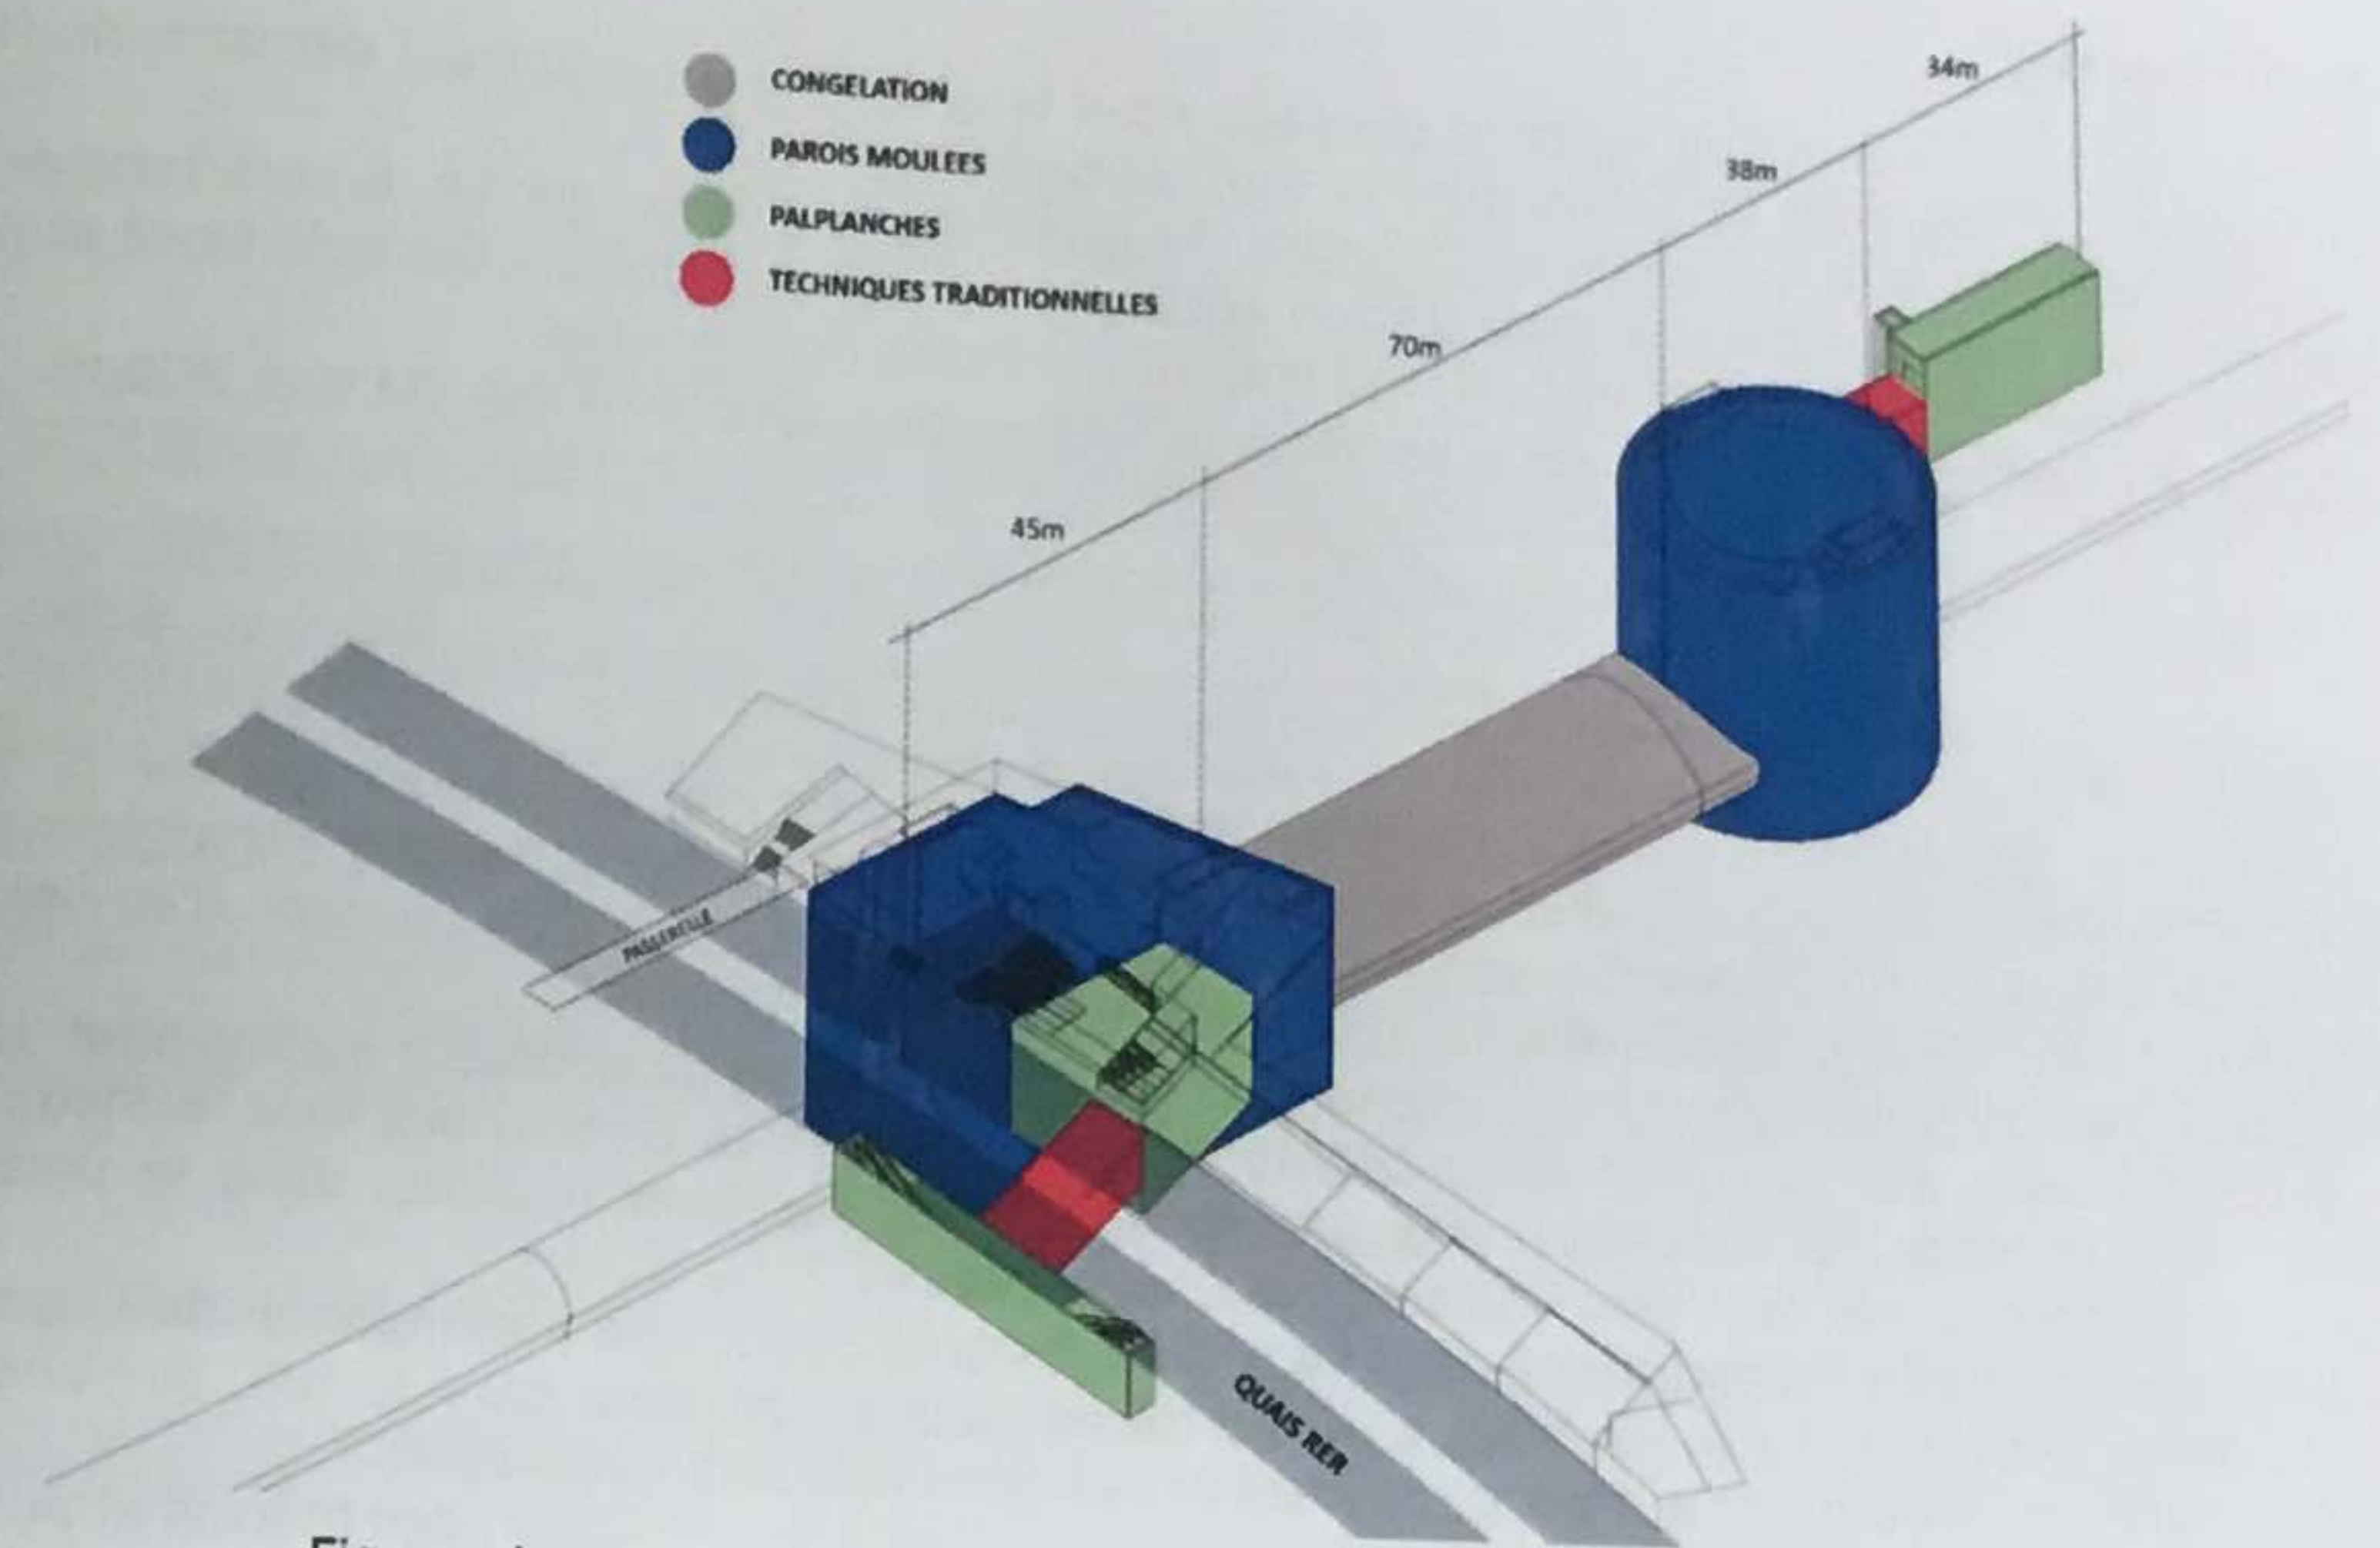 CONGELATION
PAROIS MOULEES
PALPLANCHES
TECHNIQUES TRADITIONNELLES
34m
38m
70m
45m
PASSERELLE
QUAIS RER